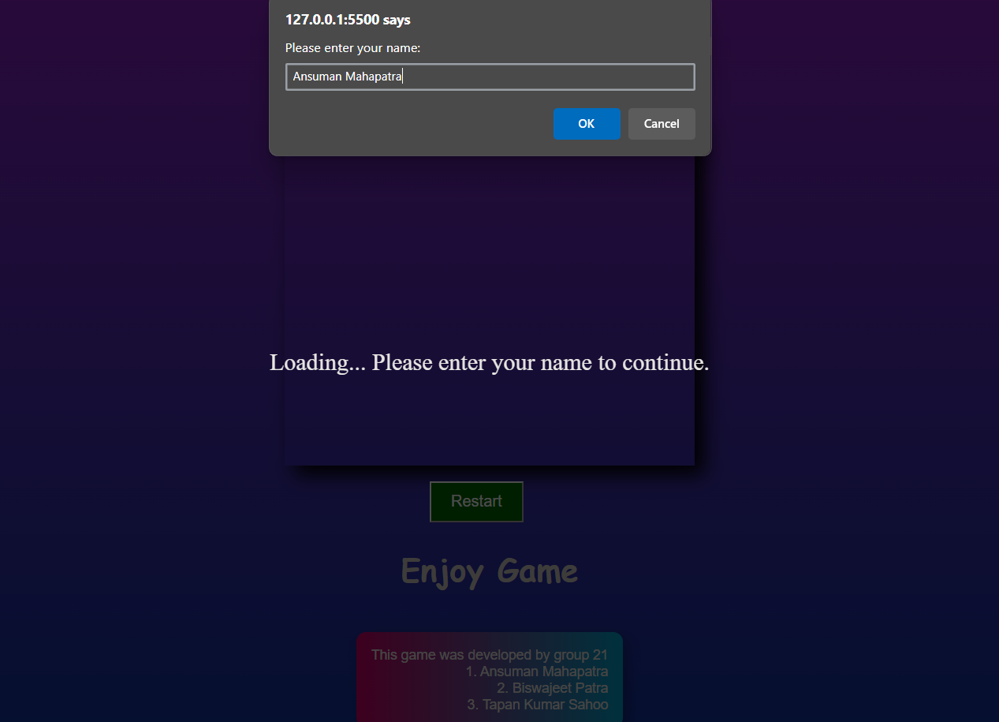 127.0.0.1:5500 says
Please enter your name:
Ansuman Mahapatra
OK
Cancel
Loading... Please enter your name to continue.
Restart
Enjoy Game
This game was developed by group 21
1. Ansuman Mahapatra
2. Biswajeet Patra
3. Tapan Kumar Sahoo